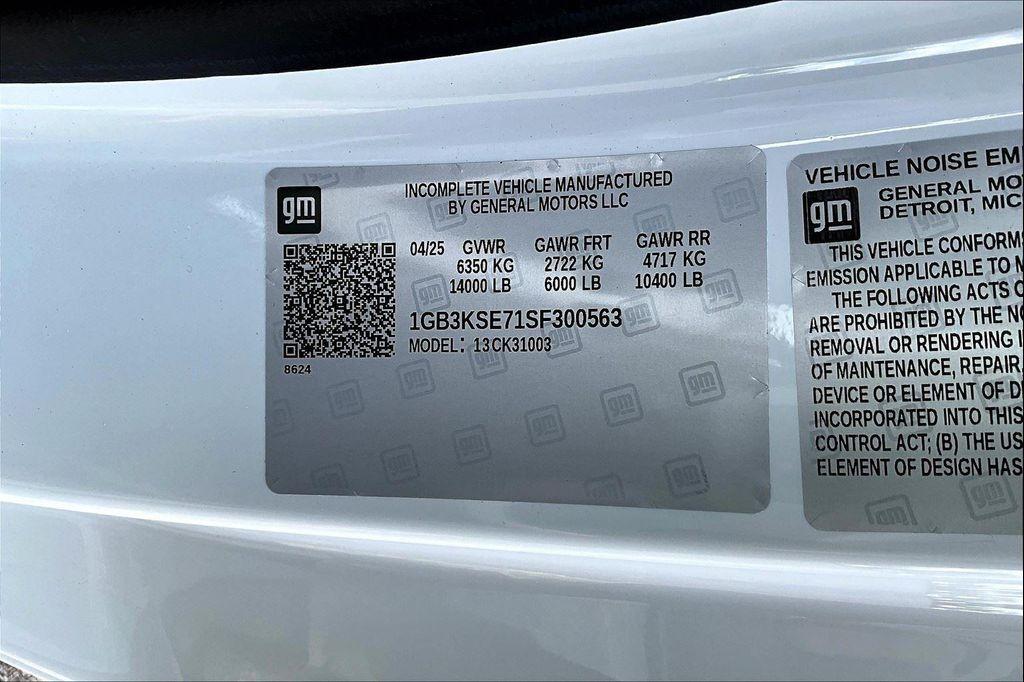 gm
INCOMPLETE VEHICLE MANUFACTURED
BY GENERAL MOTORS LLC
04/25 GVWR GAWR FRT GAWR RR
6350 KG 2722 KG 4717 KG
14000 LB 6000 LB 10400 LB
1GB3KSE71SF300563
MODEL: 13CK31003
8624
VEHICLE NOISE EMI
gm
GENERAL MO
DETROIT, MIC
THIS VEHICLE CONFORM
EMISSION APPLICABLE TO M
THE FOLLOWING ACTS O
ARE PROHIBITED BY THE NO
REMOVAL OR RENDERING I
OF MAINTENANCE, REPAIR,
DEVICE OR ELEMENT OF D
INCORPORATED INTO THIS
CONTROL ACT; (B) THE US
ELEMENT OF DESIGN HAS